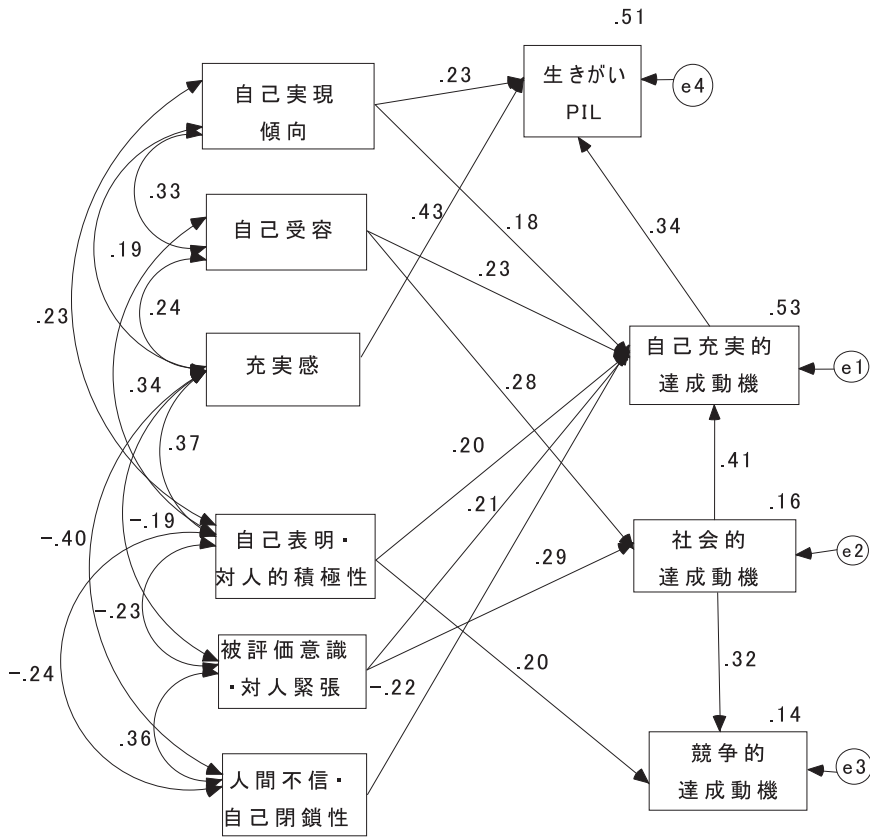 .51
生きがい
PIL
e4
自己実現
傾向
.23
.33
.43
.18
自己受容
.19
.34
.23
.24
.23
.53
充実感
自己充実的
達成動機
e1
.34
.28
.37
.20
.41
.21
.16
-.19
-.40
自己表明・
対人的積極性
社会的
達成動機
e2
.29
-.23
被評価意識
・対人緊張
.20
.32
-.22
-.24
.14
.36
人間不信・
自己閉鎖性
競争的
達成動機
e3